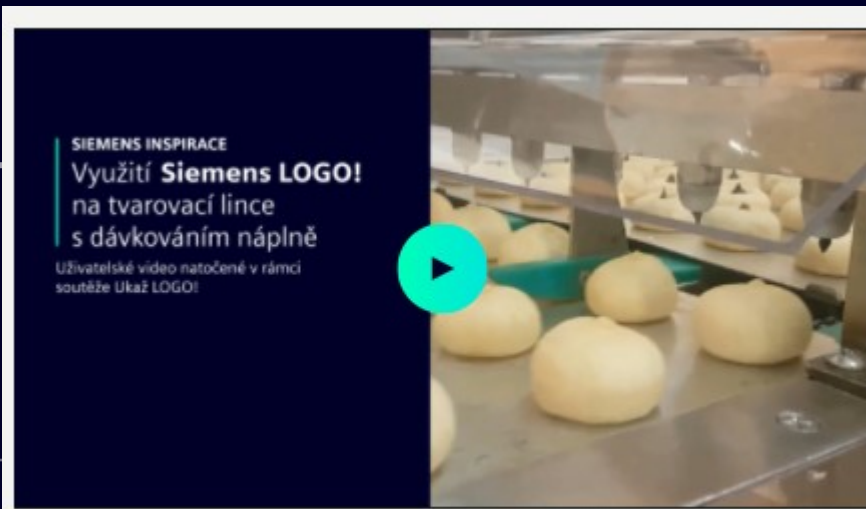 SIEMENS INSPIRACE
Využití Siemens LOGO!
na tvarovací lince
s dávkováním náplně
Uživatelské video natočené v rámci
soutěže Ukaž LOGO!